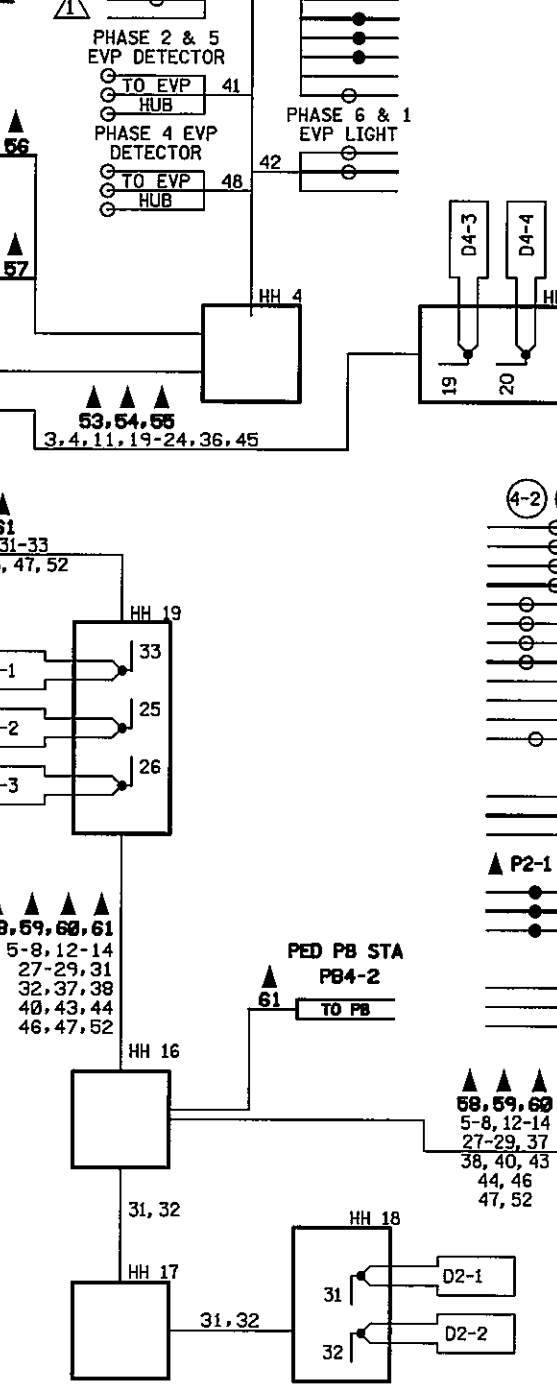 1
PHASE 2 & 5
EVP DETECTOR
TO EVP
HUB
41
PHASE 4 EVP
DETECTOR
TO EVP
HUB
48
PHASE 6 & 1
EVP LIGHT
42
56
57
HH 4
D4-3
D4-4
19
20
53,54,55
3,4,11,19-24,36,45
4-2
61
31-33
47,52
HH 19
-1
33
-2
25
-3
26
P2-1
59,60,61
5-8,12-14
27-29,31
32,37,38
40,43,44
46,47,52
PED PB STA
PB4-2
61
TO PB
HH 16
58,59,60
5-8,12-14
27-29,37
38,40,43
44,46
47,52
31,32
HH 17
31,32
HH 18
31
D2-1
32
D2-2